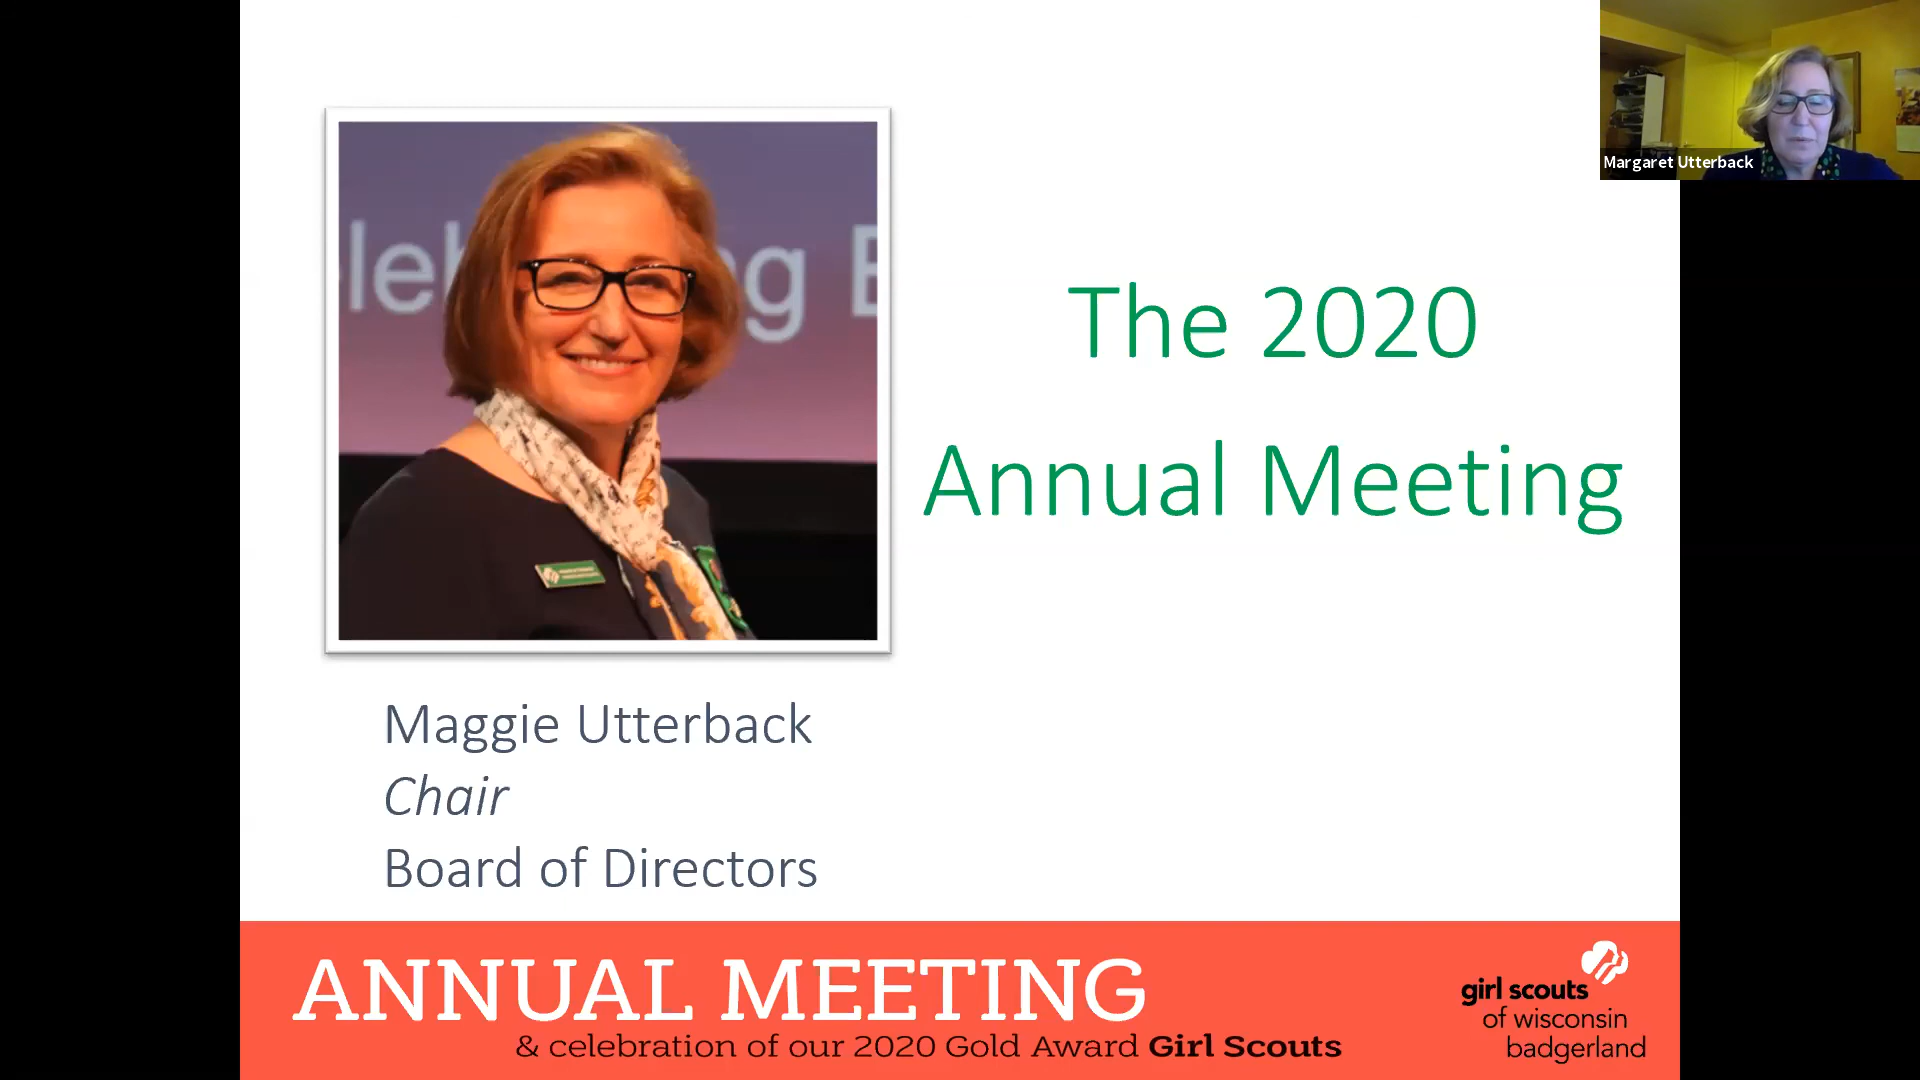 Margaret Utterback
The 2020
Annual Meeting
Maggie Utterback
Chair
Board of Directors
ANNUAL MEETING
& celebration of our 2020 Gold Award Girl Scouts
girl scouts
of wisconsin
badgerland